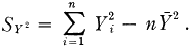 S_{Y^2} = \sum_{i=1}^{n} Y_i^2 - n\bar{Y}^2.